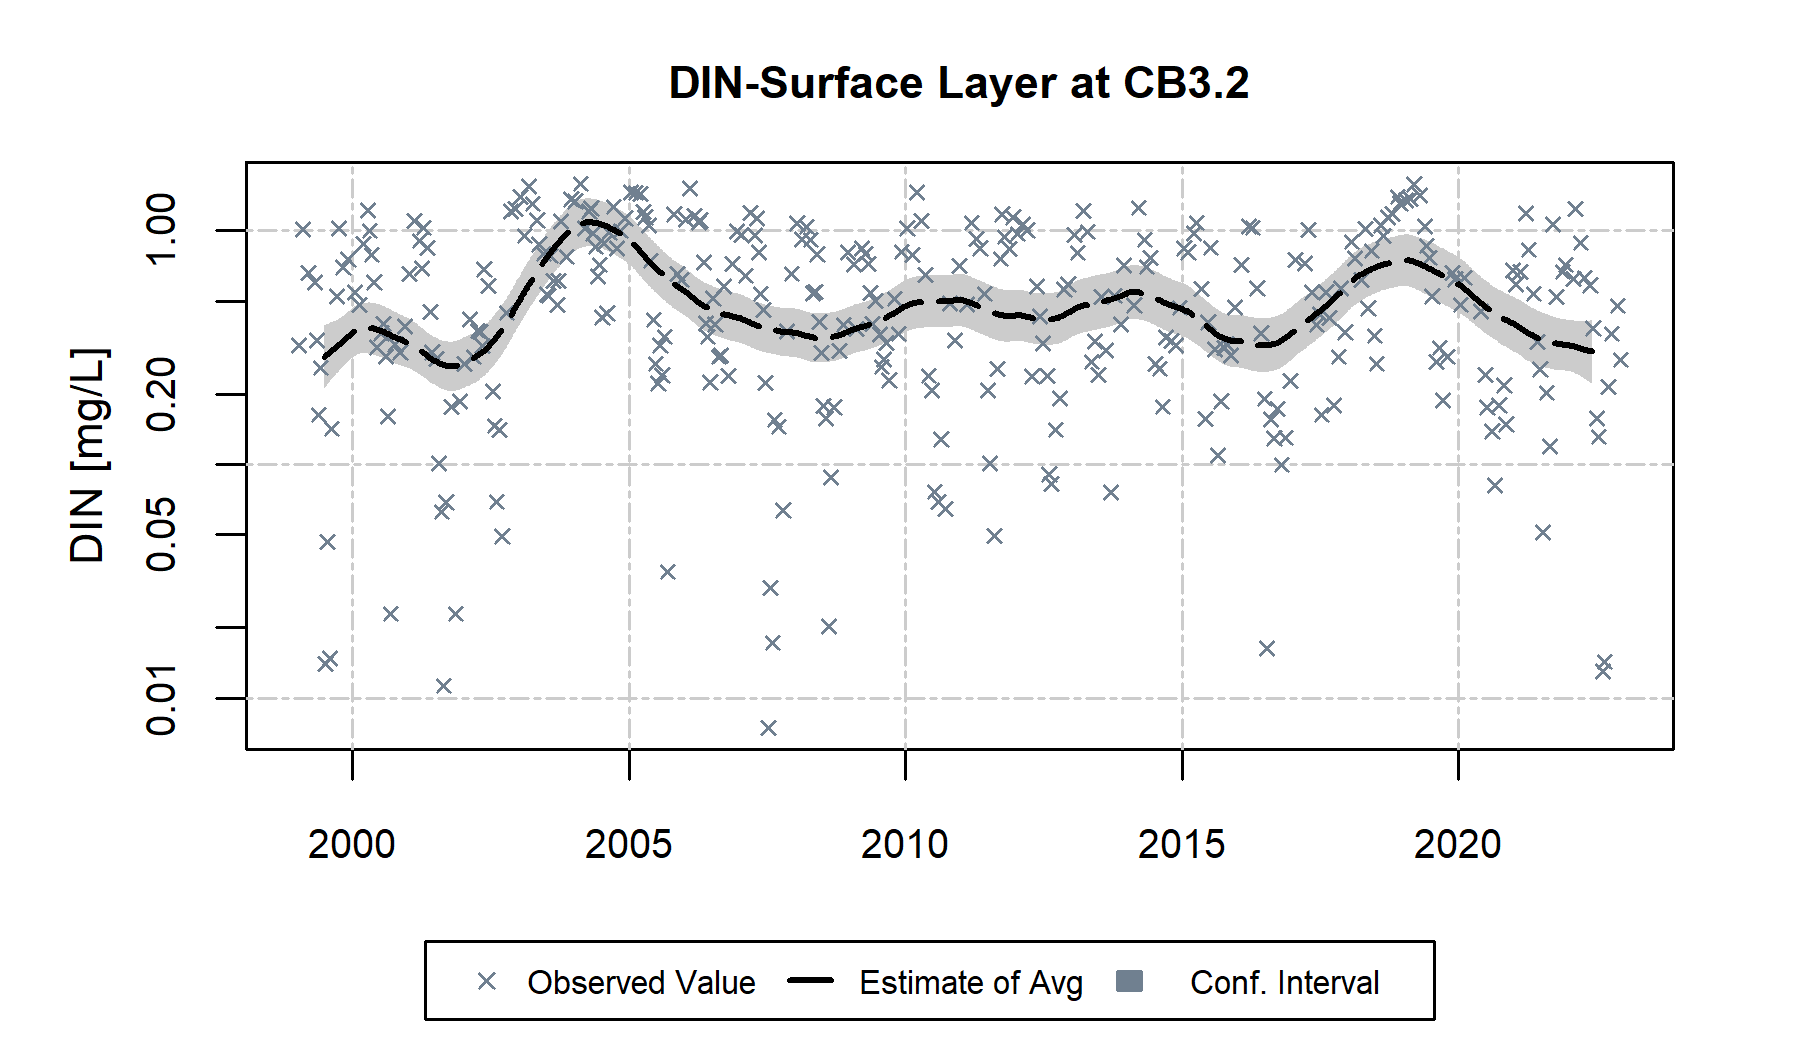 DIN-Surface Layer at CB3.2
DIN [mg/L]
1.00
0.20
0.05
0.01
2000 2005 2010 2015 2020
Observed Value Estimate of Avg Conf. Interval